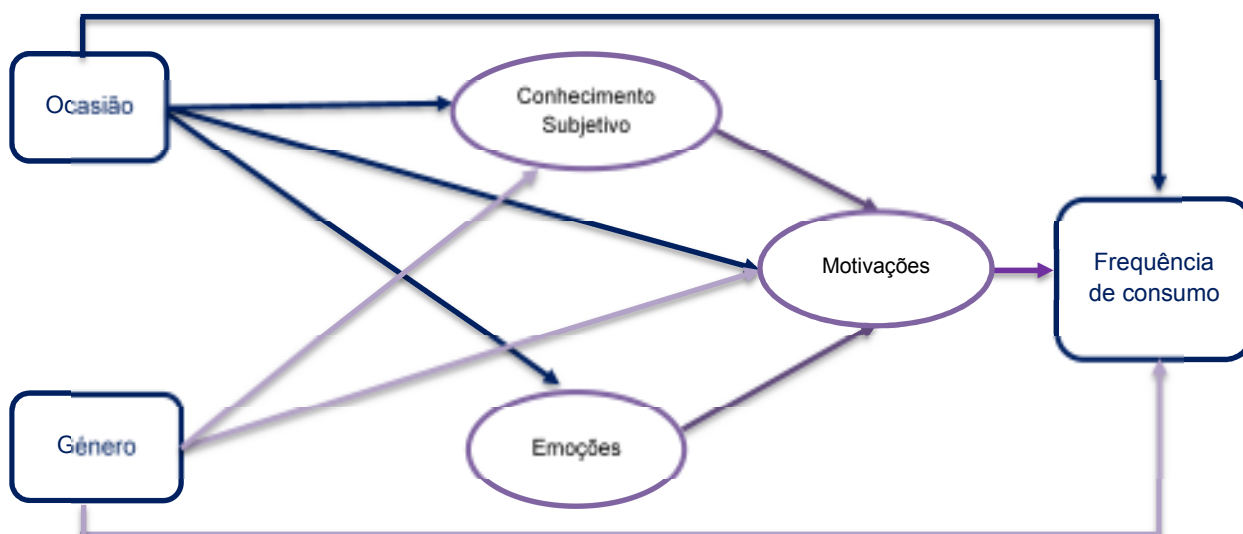 Ocasião
Conhecimento
Subjetivo
Motivações
Frequência
de consumo
Género
Emoções